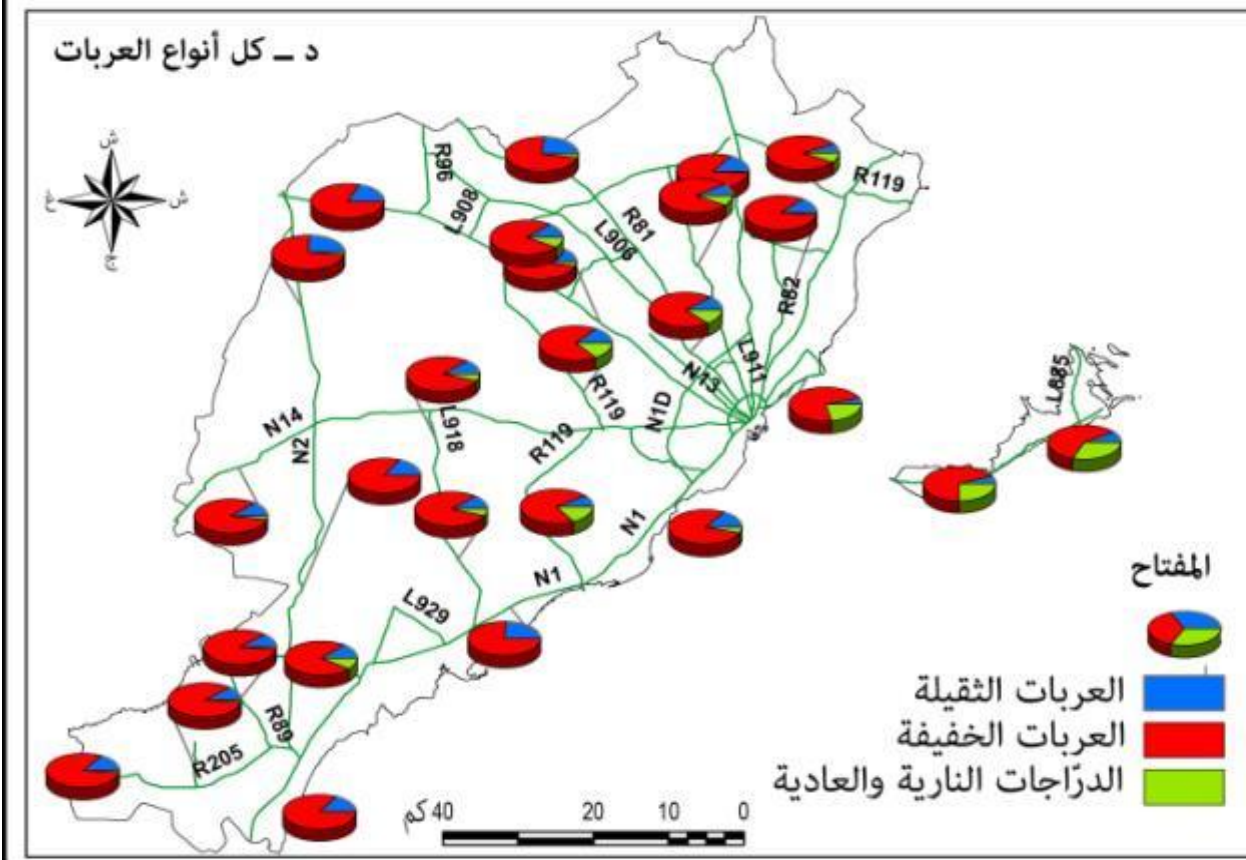 د – كل أنواع العربات
ش
ش
غ
R96
L908
R81
L906
R119
R82
L911
N13
N1D
R119
L885
N14
N2
L918
R119
N1
N1
L929
R89
R205
المفتاح
العربات الثقيلة
العربات الخفيفة
الدرّاجات النارية والعادية
40 كم 20 10 0